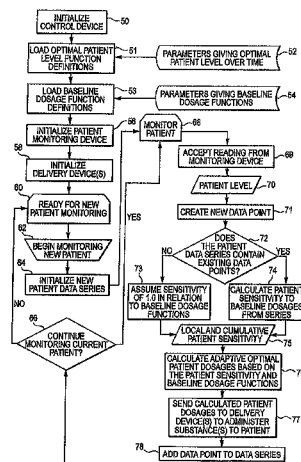 INITIALIZE
CONTROL DEVICE
50
LOAD OPTIMAL PATIENT
LEVEL FUNCTION
DEFINITIONS
51
PARAMETERS GIVING OPTIMAL
PATIENT LEVEL OVER TIME
52
LOAD BASELINE
DOSAGE FUNCTION
DEFINITIONS
53
PARAMETERS GIVING BASELINE
DOSAGE FUNCTIONS
54
INITIALIZE PATIENT
MONITORING DEVICE
56
58
INITIALIZE
DELIVERY DEVICE(S)
60
READY FOR NEW
PATIENT MONITORING
62
BEGIN MONITORING
NEW PATIENT
64
INITIALIZE NEW
PATIENT DATA SERIES
NO
YES
66
CONTINUE
MONITORING CURRENT
PATIENT?
MONITOR
PATIENT
68
ACCEPT READING FROM
MONITORING DEVICE
69
PATIENT LEVEL
70
CREATE NEW DATA POINT
71
DOES
THE PATIENT
DATA SERIES CONTAIN
EXISTING DATA
POINTS?
72
NO
YES
73
ASSUME SENSITIVITY
OF 1.0 IN RELATION
TO BASELINE DOSAGE
FUNCTIONS
74
CALCULATE PATIENT
SENSITIVITY
TO BASELINE DOSAGES
FROM SERIES
LOCAL AND CUMULATIVE
PATIENT SENSITIVITY
75
CALCULATE ADAPTIVE OPTIMAL
PATIENT DOSAGES BASED ON
THE PATIENT SENSITIVITY AND
BASELINE DOSAGE FUNCTIONS
SEND CALCULATED PATIENT
DOSAGES TO DELIVERY
DEVICE(S) TO ADMINISTER
SUBSTANCE(S) TO PATIENT
77
78
ADD DATA POINT TO DATA SERIES